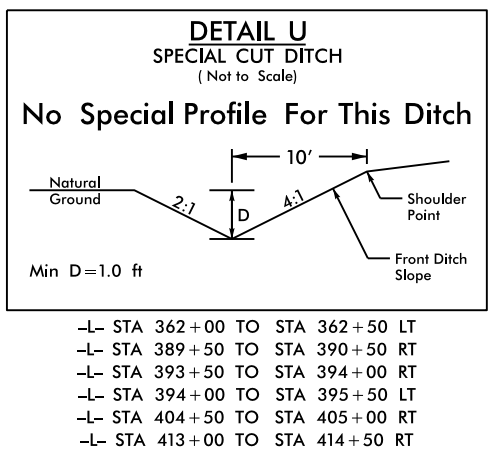 DETAIL U
SPECIAL CUT DITCH
( Not to Scale)
No Special Profile For This Ditch
10'
Natural
Ground
2:1
D
4:1
Shoulder
Point
Front Ditch
Slope
Min D=1.0 ft
-L- STA 362+00 TO STA 362+50 LT
-L- STA 389+50 TO STA 390+50 RT
-L- STA 393+50 TO STA 394+00 RT
-L- STA 394+00 TO STA 395+50 LT
-L- STA 404+50 TO STA 405+00 RT
-L- STA 413+00 TO STA 414+50 RT